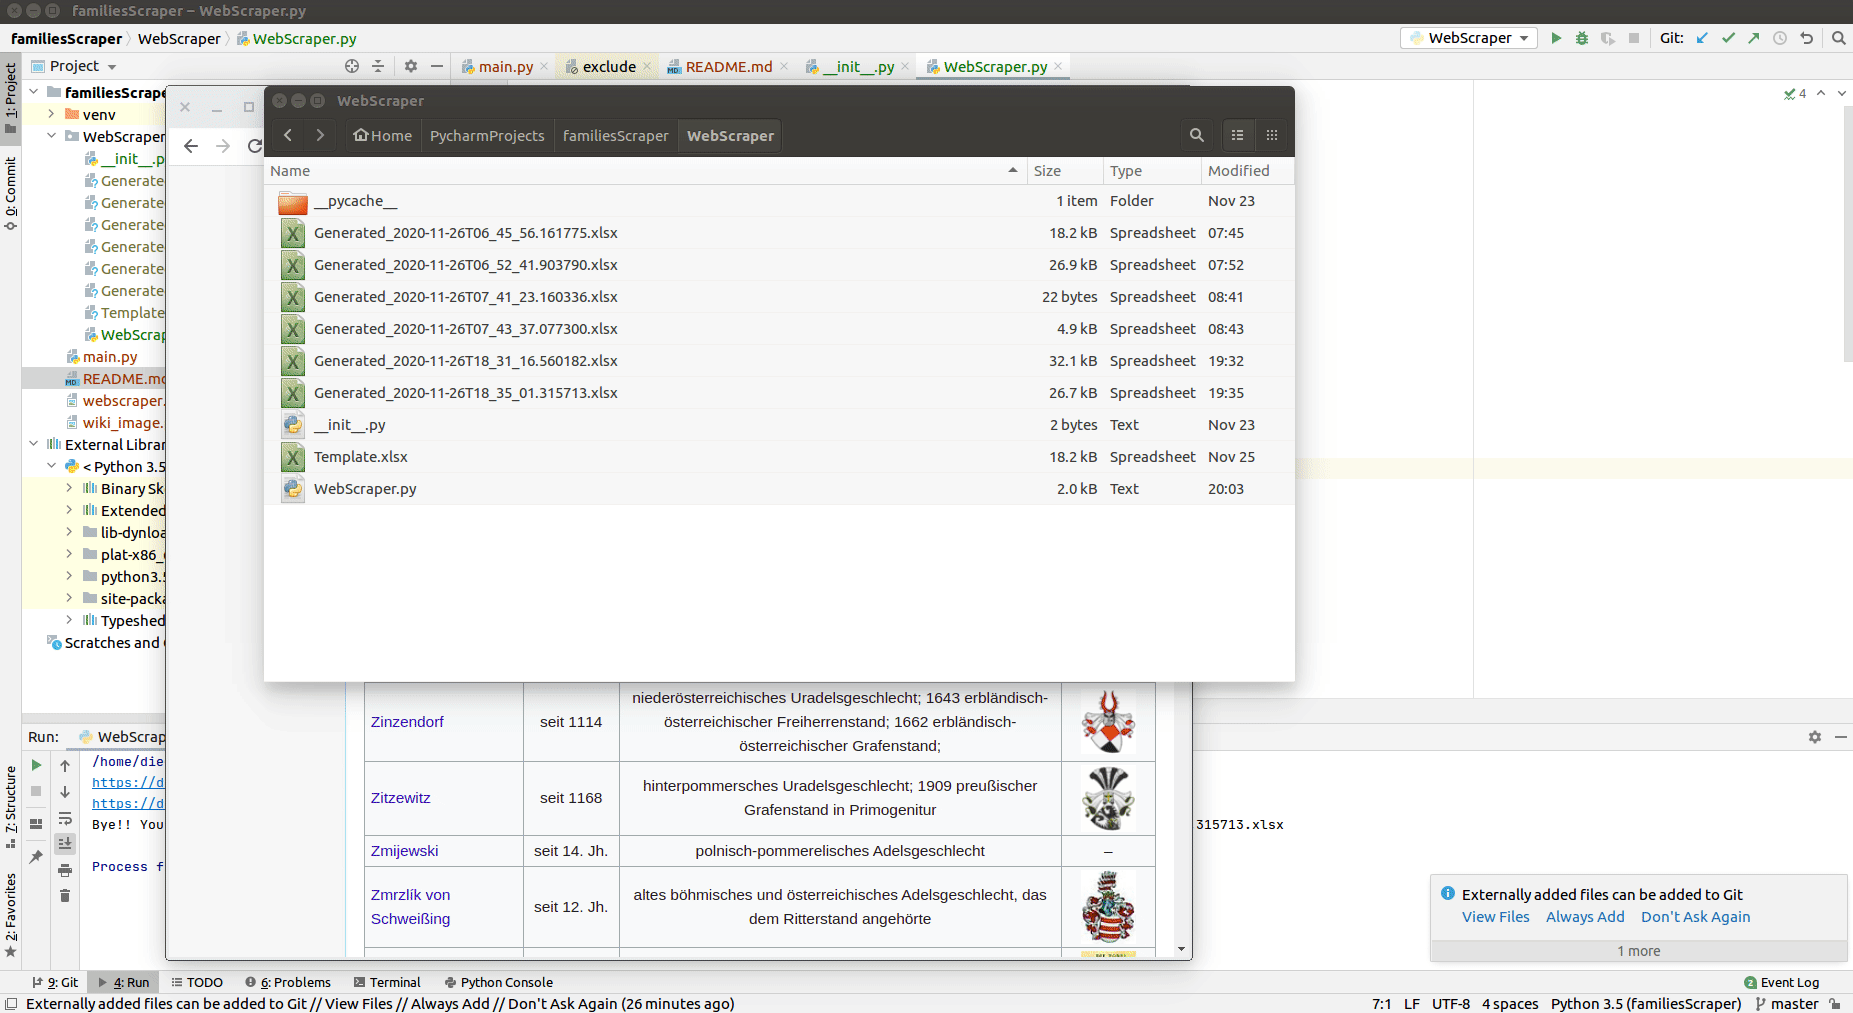 familiesScraper – WebScraper.py
familiesScraper WebScraper WebScraper.py
WebScraper Git:
1: Project
0: Commit
7: Structure
2: Favorites
Project
main.py exclude README.md __init__.py WebScraper.py
4
familiesScrape
venv
WebScraper
__init__.p
Generate
Generate
Generate
Generate
Generate
Generate
Template
WebScrap
main.py
README.md
webscraper.
wiki_image.
External Librar
< Python 3.5
Binary Sk
Extended
lib-dynloa
plat-x86_
python3.5
site-packa
Typeshed
Scratches and
WebScraper
Home PycharmProjects familiesScraper WebScraper
Name Size Type Modified
__pycache__ 1 item Folder Nov 23
Generated_2020-11-26T06_45_56.161775.xlsx 18.2 kB Spreadsheet 07:45
Generated_2020-11-26T06_52_41.903790.xlsx 26.9 kB Spreadsheet 07:52
Generated_2020-11-26T07_41_23.160336.xlsx 22 bytes Spreadsheet 08:41
Generated_2020-11-26T07_43_37.077300.xlsx 4.9 kB Spreadsheet 08:43
Generated_2020-11-26T18_31_16.560182.xlsx 32.1 kB Spreadsheet 19:32
Generated_2020-11-26T18_35_01.315713.xlsx 26.7 kB Spreadsheet 19:35
__init__.py 2 bytes Text Nov 23
Template.xlsx 18.2 kB Spreadsheet Nov 25
WebScraper.py 2.0 kB Text 20:03
Zinzendorf seit 1114 niederösterreichisches Uradelsgeschlecht; 1643 erbländisch-
österreichischer Freiherrenstand; 1662 erbländisch-
österreichischer Grafenstand;
Zitzewitz seit 1168 hinterpommersches Uradelsgeschlecht; 1909 preußischer
Grafenstand in Primogenitur
Zmijewski seit 14. Jh. polnisch-pommerelisches Adelsgeschlecht –
Zmrzlík von
Schweißing seit 12. Jh. altes böhmisches und österreichisches Adelsgeschlecht, das
dem Ritterstand angehörte
Run: WebScrap
/home/die
https://d
https://d
Bye!! You 315713.xlsx
Process f
Externally added files can be added to Git
View Files Always Add Don't Ask Again
1 more
9: Git 4: Run TODO 6: Problems Terminal Python Console 2 Event Log
Externally added files can be added to Git // View Files // Always Add // Don't Ask Again (26 minutes ago) 7:1 LF UTF-8 4 spaces Python 3.5 (familiesScraper) master